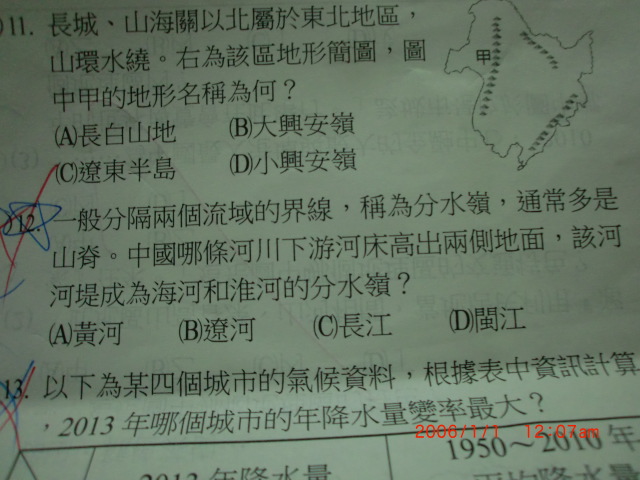 11. 長城、山海關以北屬於東北地區，
山環水繞。右為該區地形簡圖，圖
中甲的地形名稱為何？
(A)長白山地 (B)大興安嶺
(C)遼東半島 (D)小興安嶺
甲
12. 一般分隔兩個流域的界線，稱為分水嶺，通常多是
山脊。中國哪條河川下游河床高出兩側地面，該河
河堤成為海河和淮河的分水嶺？
(A)黃河 (B)遼河 (C)長江 (D)閩江
13. 以下為某四個城市的氣候資料，根據表中資訊計算
，2013 年哪個城市的年降水量變率最大？
2006/1/1 12:07am
1950～2010 年
2013 年降水量
平均降水量